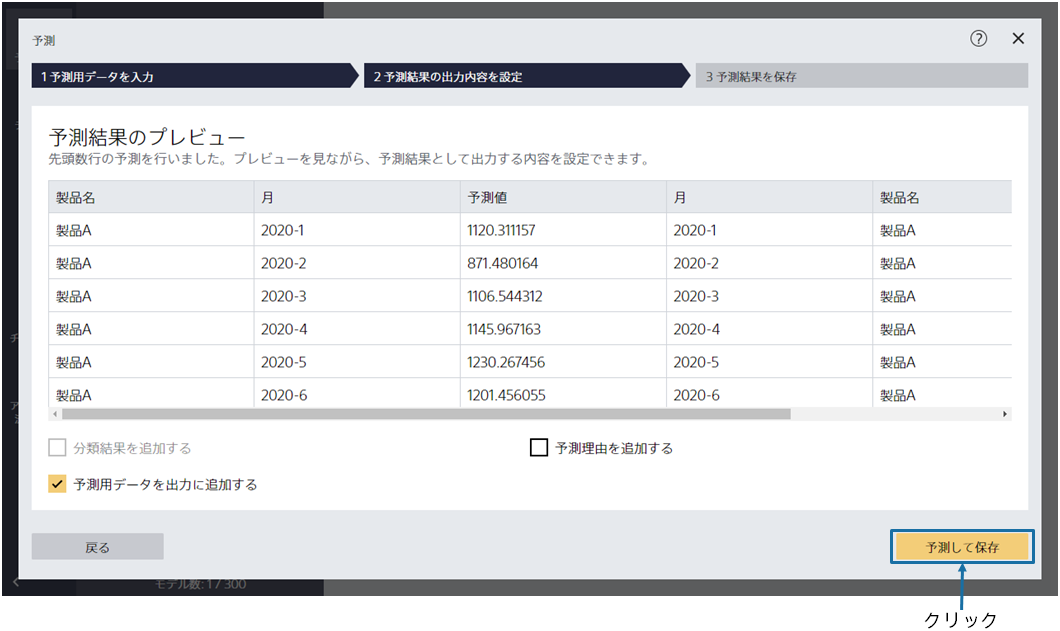 予測
1 予測用データを入力 2 予測結果の出力内容を設定 3 予測結果を保存
予測結果のプレビュー
先頭数行の予測を行いました。プレビューを見ながら、予測結果として出力する内容を設定できます。
製品名 月 予測値 月 製品名
製品A 2020-1 1120.311157 2020-1 製品A
製品A 2020-2 871.480164 2020-2 製品A
製品A 2020-3 1106.544312 2020-3 製品A
製品A 2020-4 1145.967163 2020-4 製品A
製品A 2020-5 1230.267456 2020-5 製品A
製品A 2020-6 1201.456055 2020-6 製品A
分類結果を追加する 予測理由を追加する
予測用データを出力に追加する
戻る 予測して保存
モデル数: 1 / 300
クリック